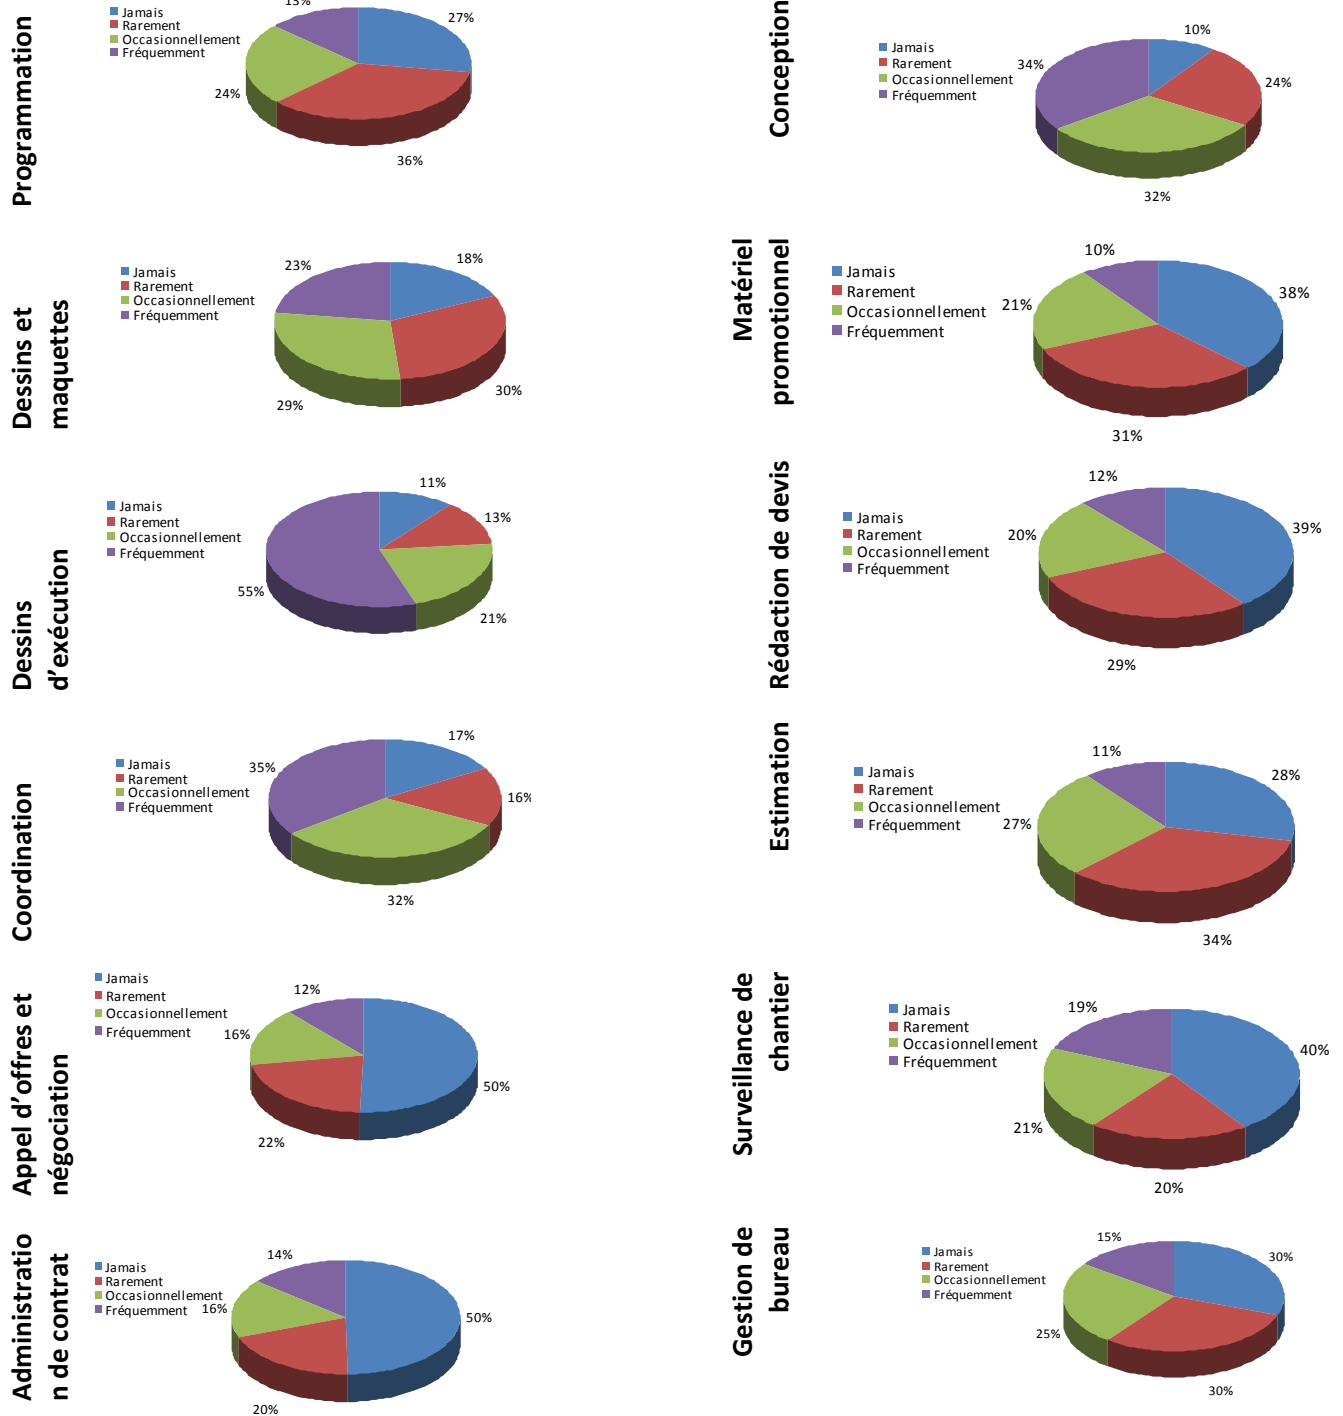 Programmation
Jamais
Rarement
Occasionnellement
Fréquemment
13%
27%
24%
36%
Conception
Jamais
Rarement
Occasionnellement
Fréquemment
10%
34%
24%
32%
Dessins et
maquettes
Jamais
Rarement
Occasionnellement
Fréquemment
23%
18%
29%
30%
Matériel
promotionnel
Jamais
Rarement
Occasionnellement
Fréquemment
10%
38%
21%
31%
Dessins
d’exécution
Jamais
Rarement
Occasionnellement
Fréquemment
11%
13%
55%
21%
Rédaction de devis
Jamais
Rarement
Occasionnellement
Fréquemment
12%
39%
20%
29%
Coordination
Jamais
Rarement
Occasionnellement
Fréquemment
17%
35%
16%
32%
Estimation
Jamais
Rarement
Occasionnellement
Fréquemment
11%
28%
27%
34%
Appel d’offres et
négociation
Jamais
Rarement
Occasionnellement
Fréquemment
12%
16%
50%
22%
Surveillance de
chantier
Jamais
Rarement
Occasionnellement
Fréquemment
19%
40%
21%
20%
Administratio
n de contrat
Jamais
Rarement
Occasionnellement
Fréquemment
14%
16%
50%
20%
Gestion de
bureau
Jamais
Rarement
Occasionnellement
Fréquemment
15%
30%
25%
30%